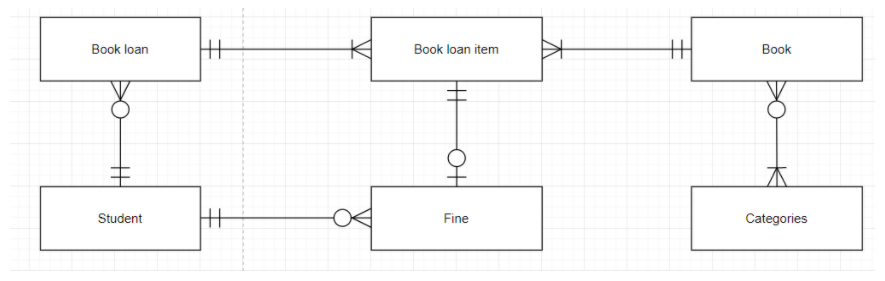 Book loan
Book loan item
Book
Student
Fine
Categories